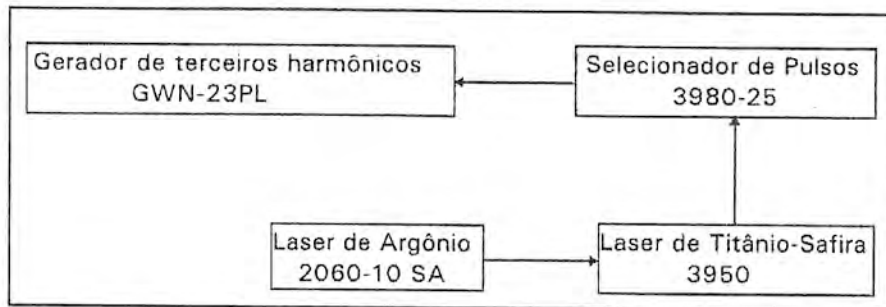 Gerador de terceiros harmônicos
GWN-23PL
Selecionador de Pulsos
3980-25
Laser de Argônio
2060-10 SA
Laser de Titânio-Safira
3950